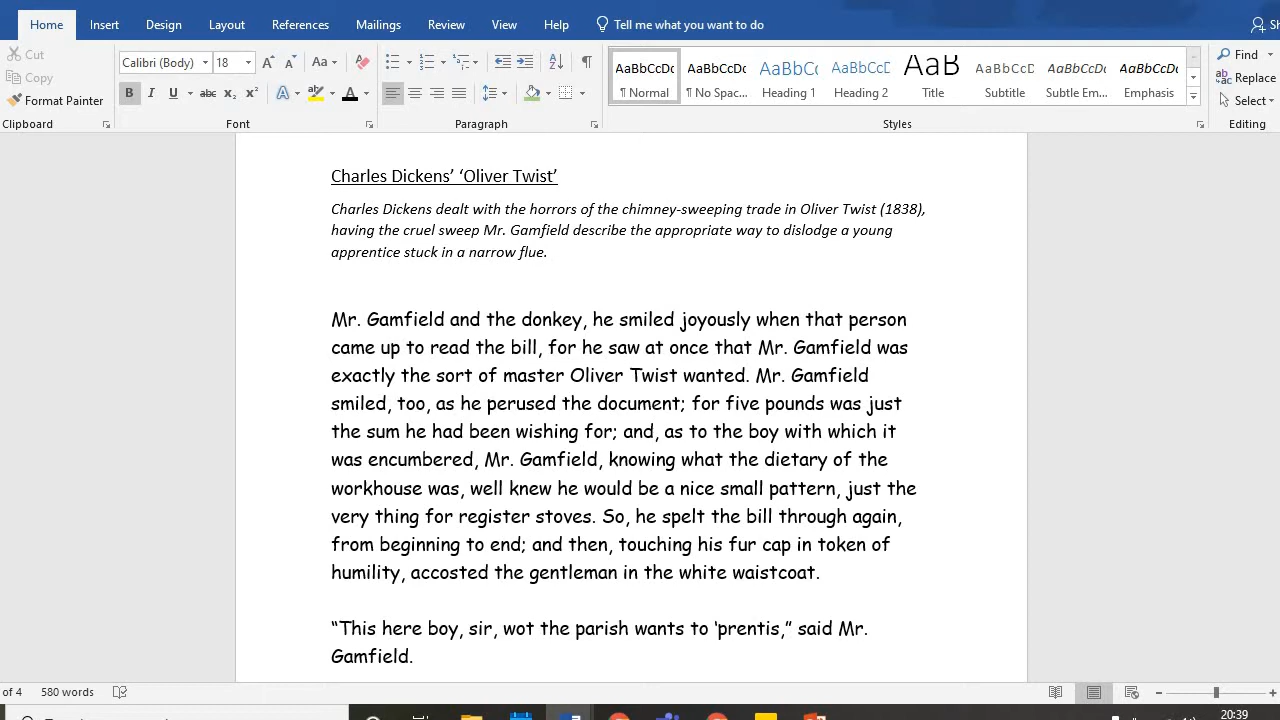 Home Insert Design Layout References Mailings Review View Help Tell me what you want to do
Cut
Copy
Format Painter
Clipboard
Calibri (Body) 18
Font
Paragraph
AaBbCcDc AaBbCcDc AaBbCc AaBbCcD AaB AaBbCcD AaBbCcDc AaBbCcDc
¶ Normal ¶ No Spac... Heading 1 Heading 2 Title Subtitle Subtle Em... Emphasis
Styles
Find
Replace
Select
Editing
Charles Dickens’ ‘Oliver Twist’
Charles Dickens dealt with the horrors of the chimney-sweeping trade in Oliver Twist (1838),
having the cruel sweep Mr. Gamfield describe the appropriate way to dislodge a young
apprentice stuck in a narrow flue.
Mr. Gamfield and the donkey, he smiled joyously when that person
came up to read the bill, for he saw at once that Mr. Gamfield was
exactly the sort of master Oliver Twist wanted. Mr. Gamfield
smiled, too, as he perused the document; for five pounds was just
the sum he had been wishing for; and, as to the boy with which it
was encumbered, Mr. Gamfield, knowing what the dietary of the
workhouse was, well knew he would be a nice small pattern, just the
very thing for register stoves. So, he spelt the bill through again,
from beginning to end; and then, touching his fur cap in token of
humility, accosted the gentleman in the white waistcoat.
“This here boy, sir, wot the parish wants to ‘prentis,” said Mr.
Gamfield.
of 4 580 words
20:39